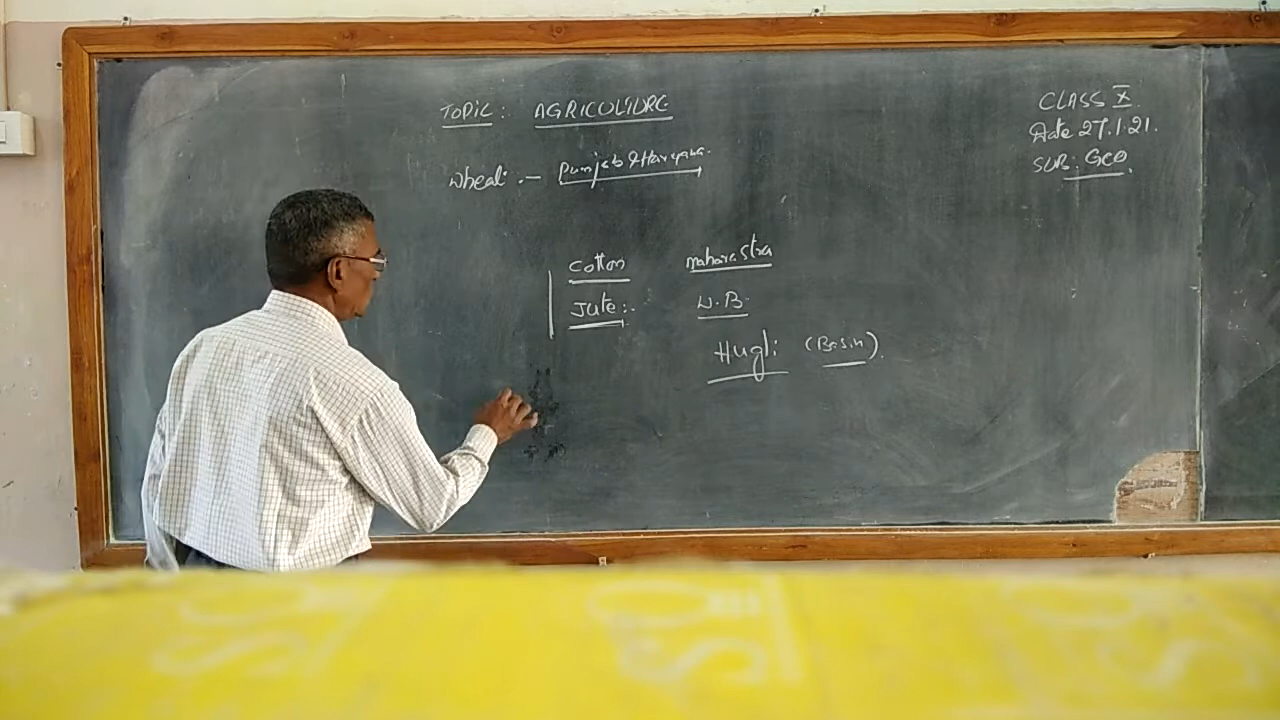 TOPIC: AGRICULTURE
CLASS X
Date 27.1.21.
SUB: GEO.
Wheat :- Punjab & Haryana.
Cotton maharastra
Jute:. W.B.
Hugli (Basin).